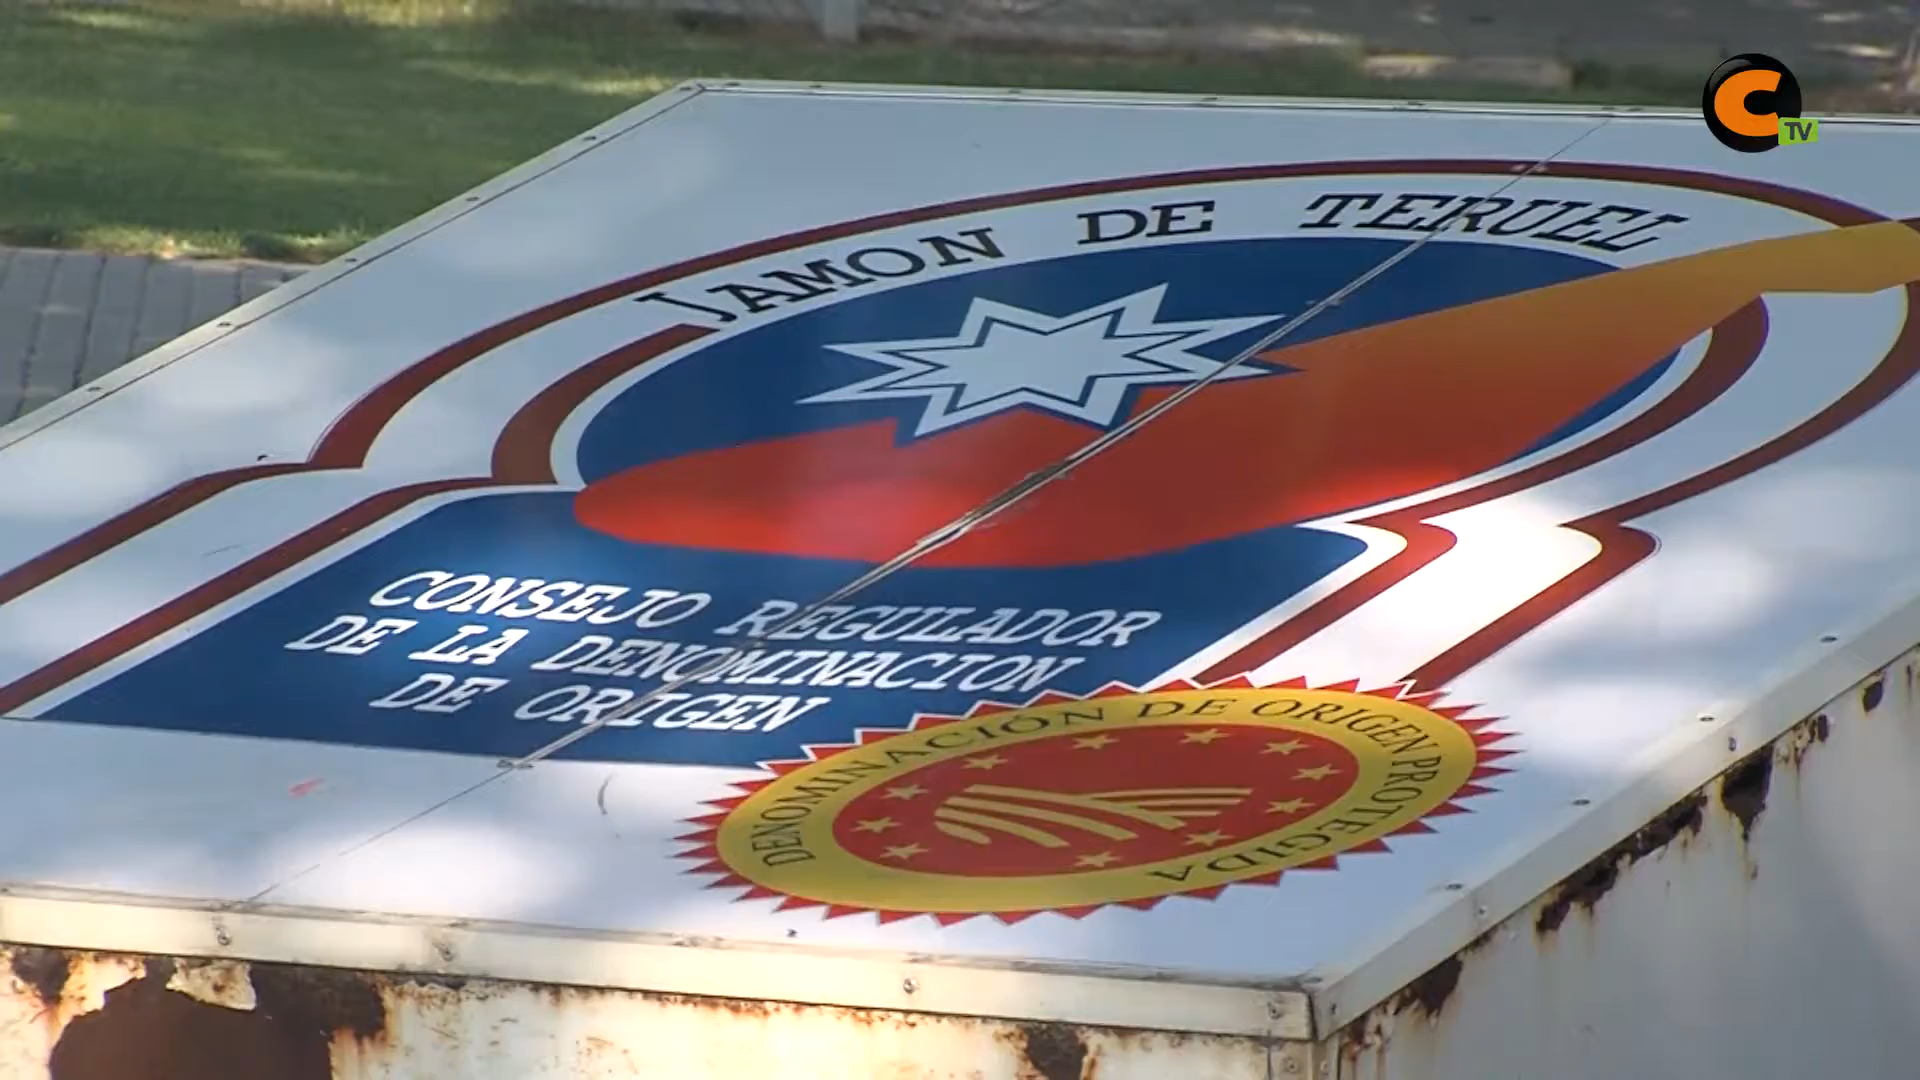 C TV
JAMON DE TERUEL
CONSEJO REGULADOR
DE LA DENOMINACION
DE ORIGEN
DENOMINACIÓN DE ORIGEN PROTEGIDA